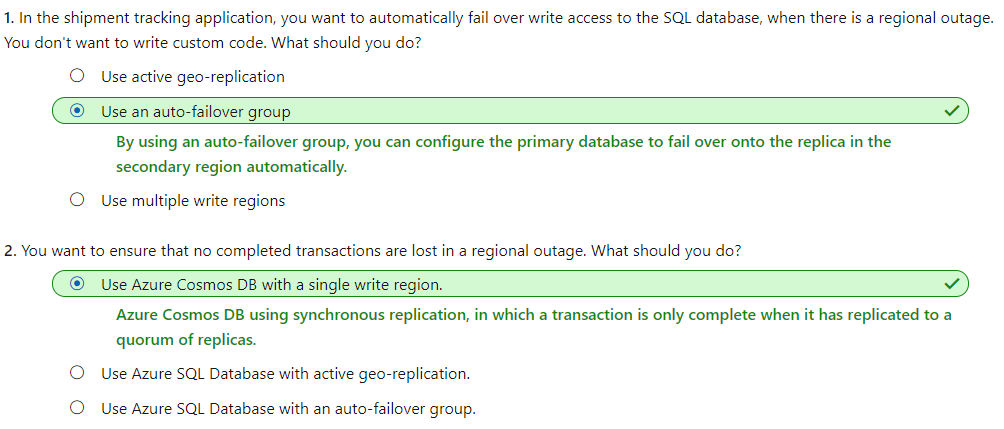 1. In the shipment tracking application, you want to automatically fail over write access to the SQL database, when there is a regional outage.
You don't want to write custom code. What should you do?
Use active geo-replication
Use an auto-failover group
By using an auto-failover group, you can configure the primary database to fail over onto the replica in the
secondary region automatically.
Use multiple write regions
2. You want to ensure that no completed transactions are lost in a regional outage. What should you do?
Use Azure Cosmos DB with a single write region.
Azure Cosmos DB using synchronous replication, in which a transaction is only complete when it has replicated to a
quorum of replicas.
Use Azure SQL Database with active geo-replication.
Use Azure SQL Database with an auto-failover group.